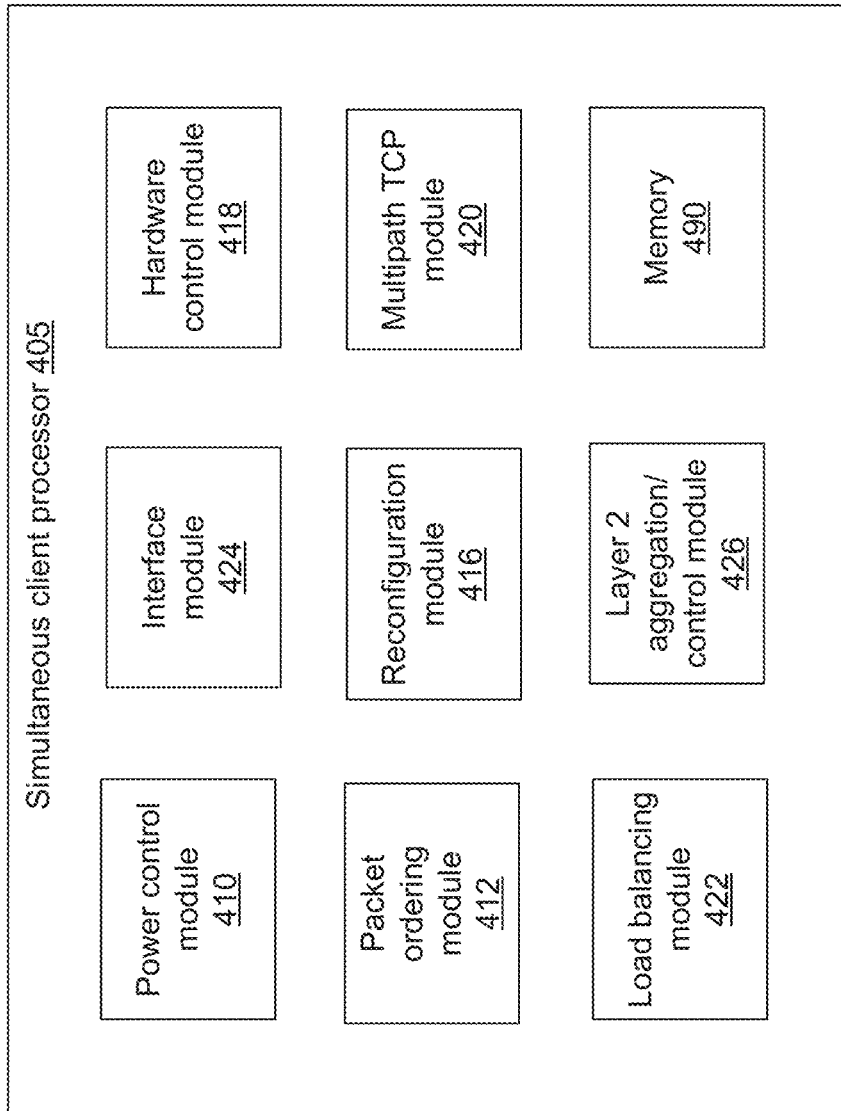 Simultaneous client processor 405
Power control
module
410
Interface
module
424
Hardware
control module
418
Packet
ordering
module
412
Reconfiguration
module
416
Multipath TCP
module
420
Load balancing
module
422
Layer 2
aggregation/
control module
426
Memory
490